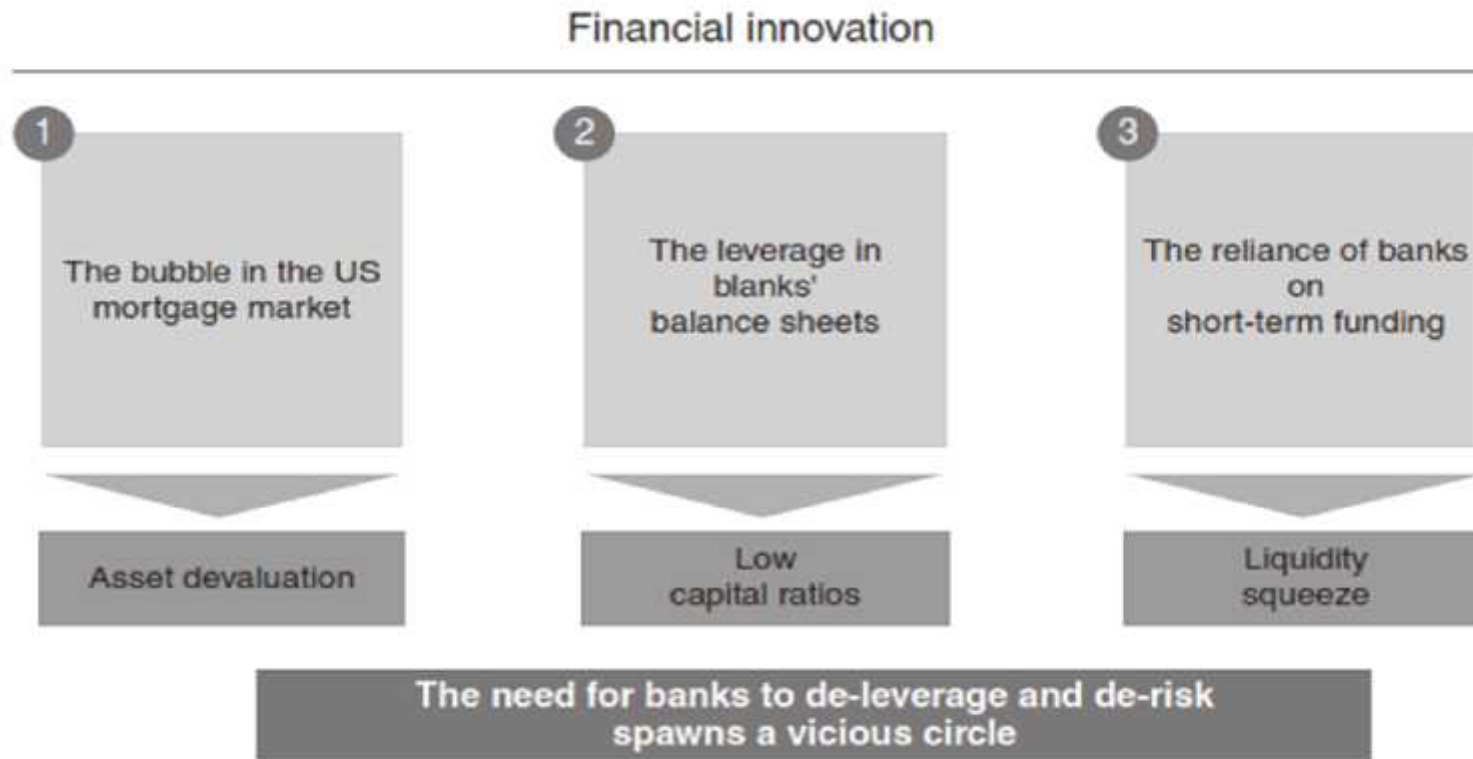 Financial innovation
1
The bubble in the US
mortgage market
Asset devaluation
2
The leverage in
blanks'
balance sheets
Low
capital ratios
3
The reliance of banks
on
short-term funding
Liquidity
squeeze
The need for banks to de-leverage and de-risk
spawns a vicious circle